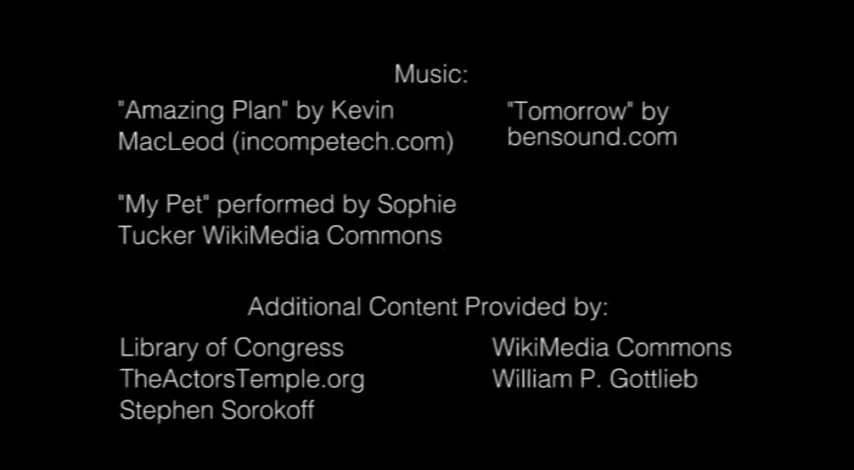 Music:
"Amazing Plan" by Kevin
MacLeod (incompetech.com)
"Tomorrow" by
bensound.com
"My Pet" performed by Sophie
Tucker WikiMedia Commons
Additional Content Provided by:
Library of Congress
TheActorsTemple.org
Stephen Sorokoff
WikiMedia Commons
William P. Gottlieb